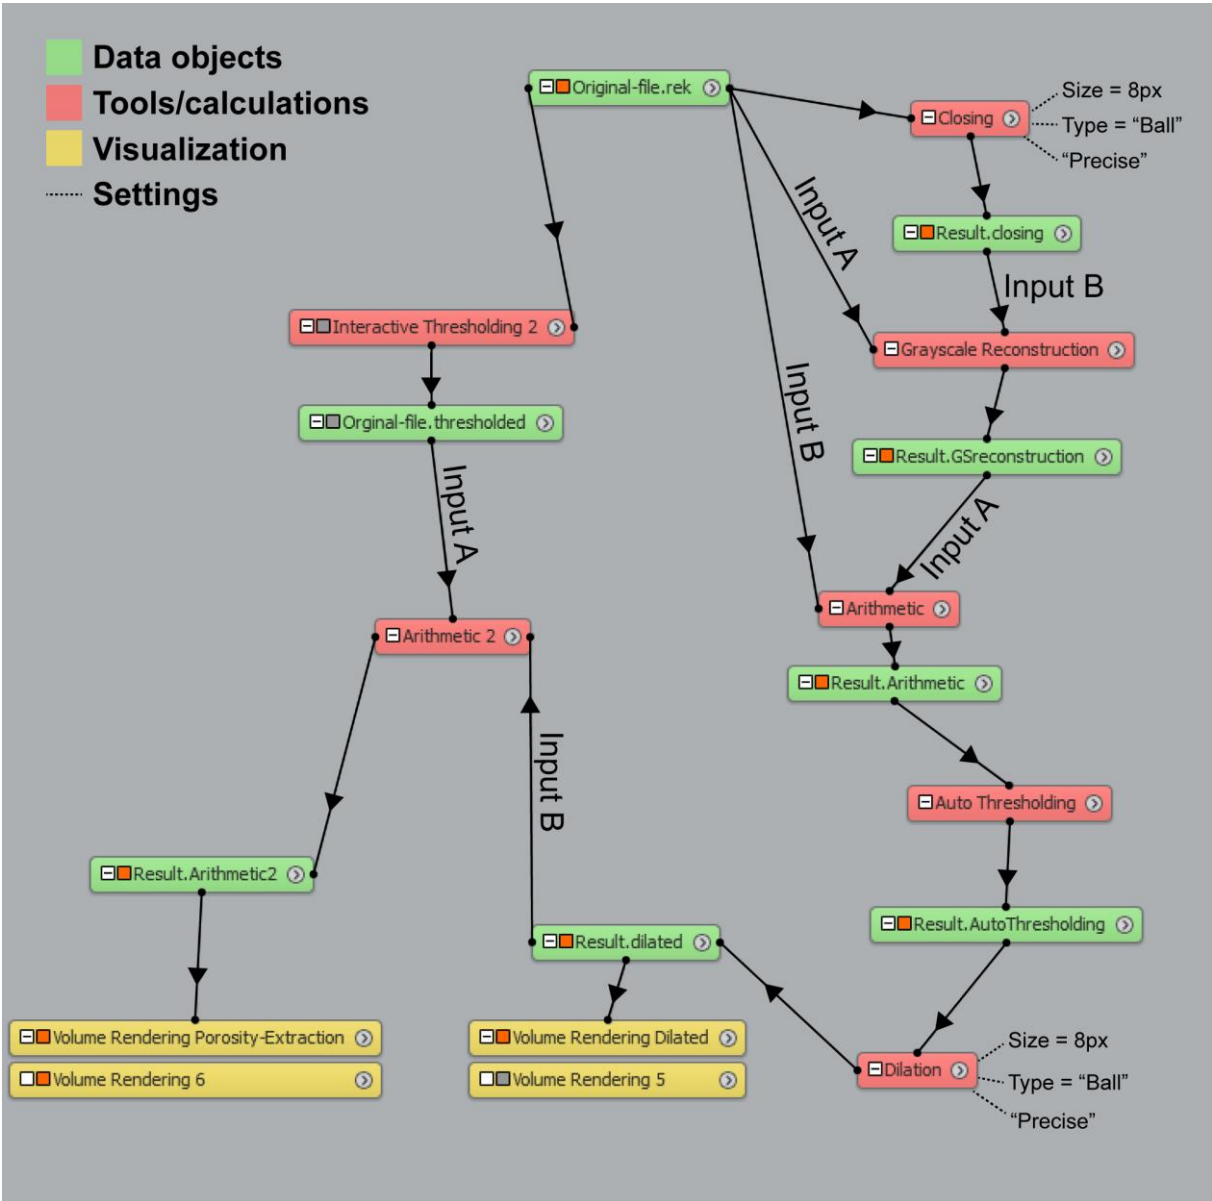 Data objects
Tools/calculations
Visualization
Settings
Original-file.rek
Closing
Size = 8px
Type = “Ball”
“Precise”
Input A
Result.closing
Input B
Interactive Thresholding 2
Grayscale Reconstruction
Input B
Orginal-file.thresholded
Result.GSreconstruction
Input A
Input A
Arithmetic
Arithmetic 2
Result.Arithmetic
Input B
Auto Thresholding
Result.Arithmetic2
Result.AutoThresholding
Result.dilated
Volume Rendering Porosity-Extraction
Volume Rendering 6
Volume Rendering Dilated
Volume Rendering 5
Dilation
Size = 8px
Type = “Ball”
“Precise”